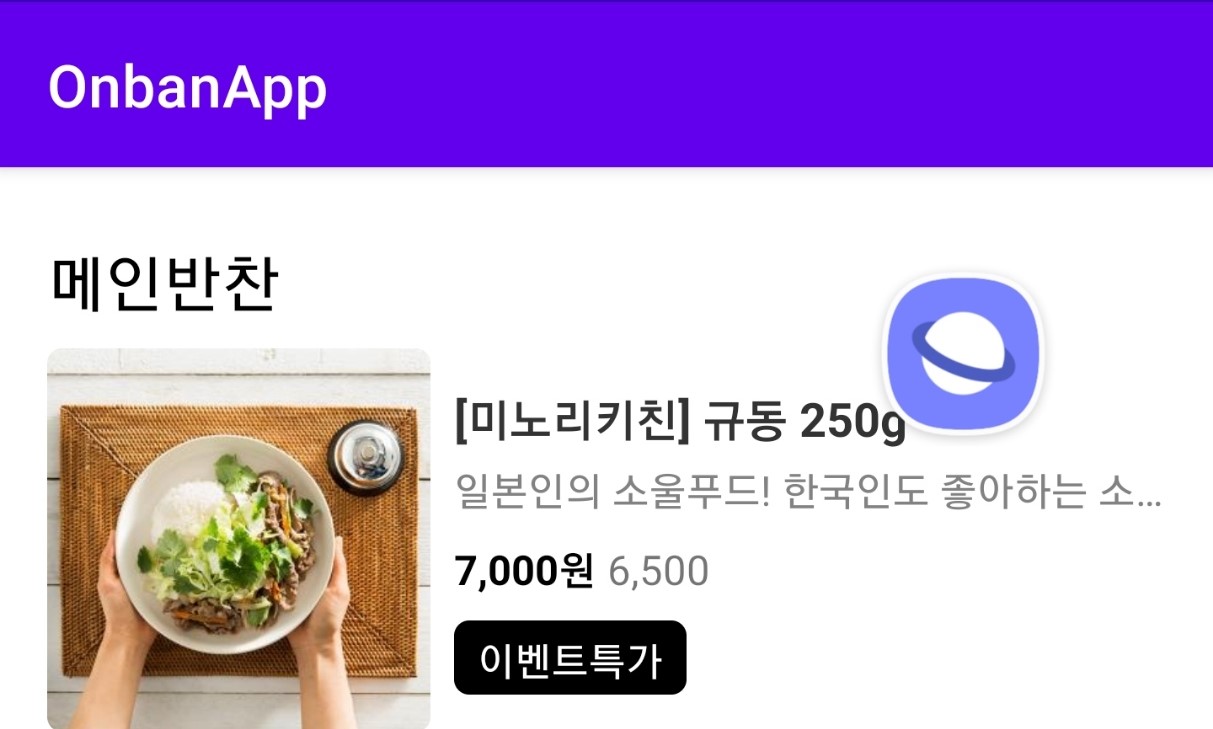 OnbanApp
메인반찬
[미노리키친] 규동 250g
일본인의 소울푸드! 한국인도 좋아하는 소...
7,000원 6,500
이벤트특가